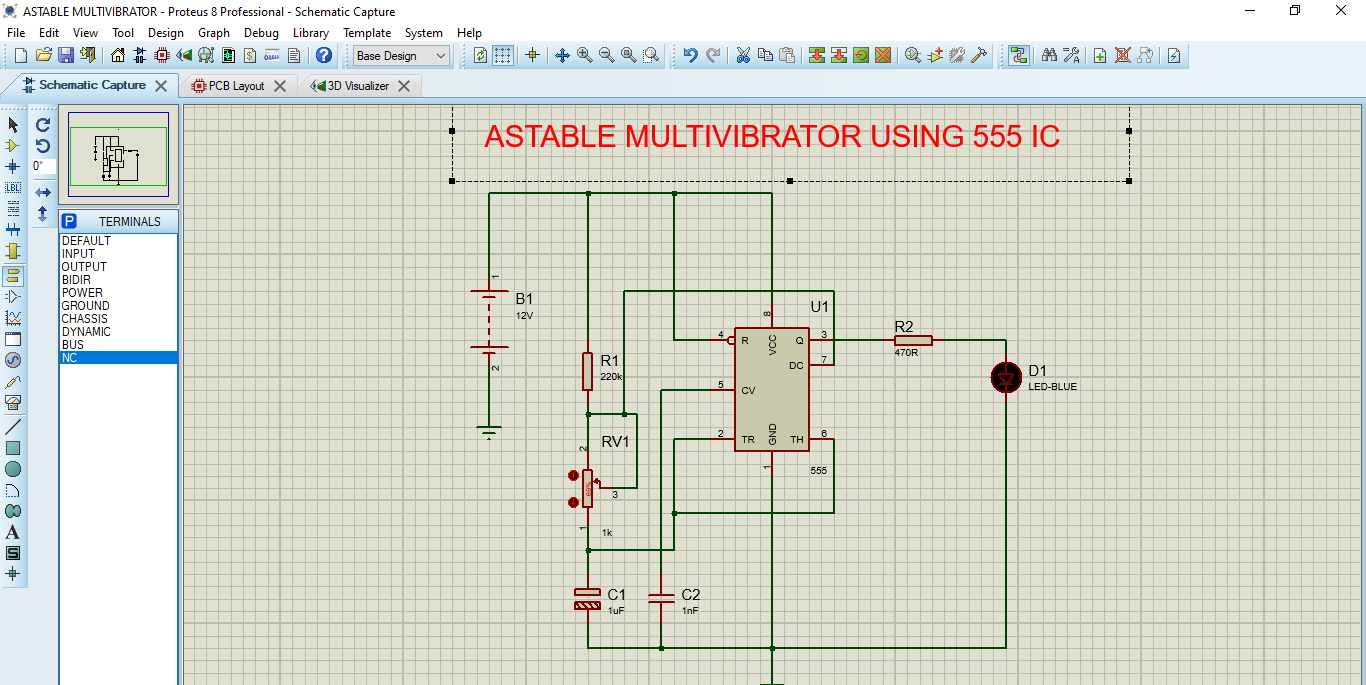 ASTABLE MULTIVIBRATOR - Proteus 8 Professional - Schematic Capture
File Edit View Tool Design Graph Debug Library Template System Help
Base Design
Schematic Capture PCB Layout 3D Visualizer
0°
LBL
P TERMINALS
DEFAULT
INPUT
OUTPUT
BIDIR
POWER
GROUND
CHASSIS
DYNAMIC
BUS
NC
A
S
ASTABLE MULTIVIBRATOR USING 555 IC
1
B1
12V
2
R1
220k
RV1
2
3
1
1k
C1
1uF
C2
1nF
U1
8
4 R VCC Q 3
DC 7
5 CV
2 TR GND TH 6
1
555
R2
470R
D1
LED-BLUE